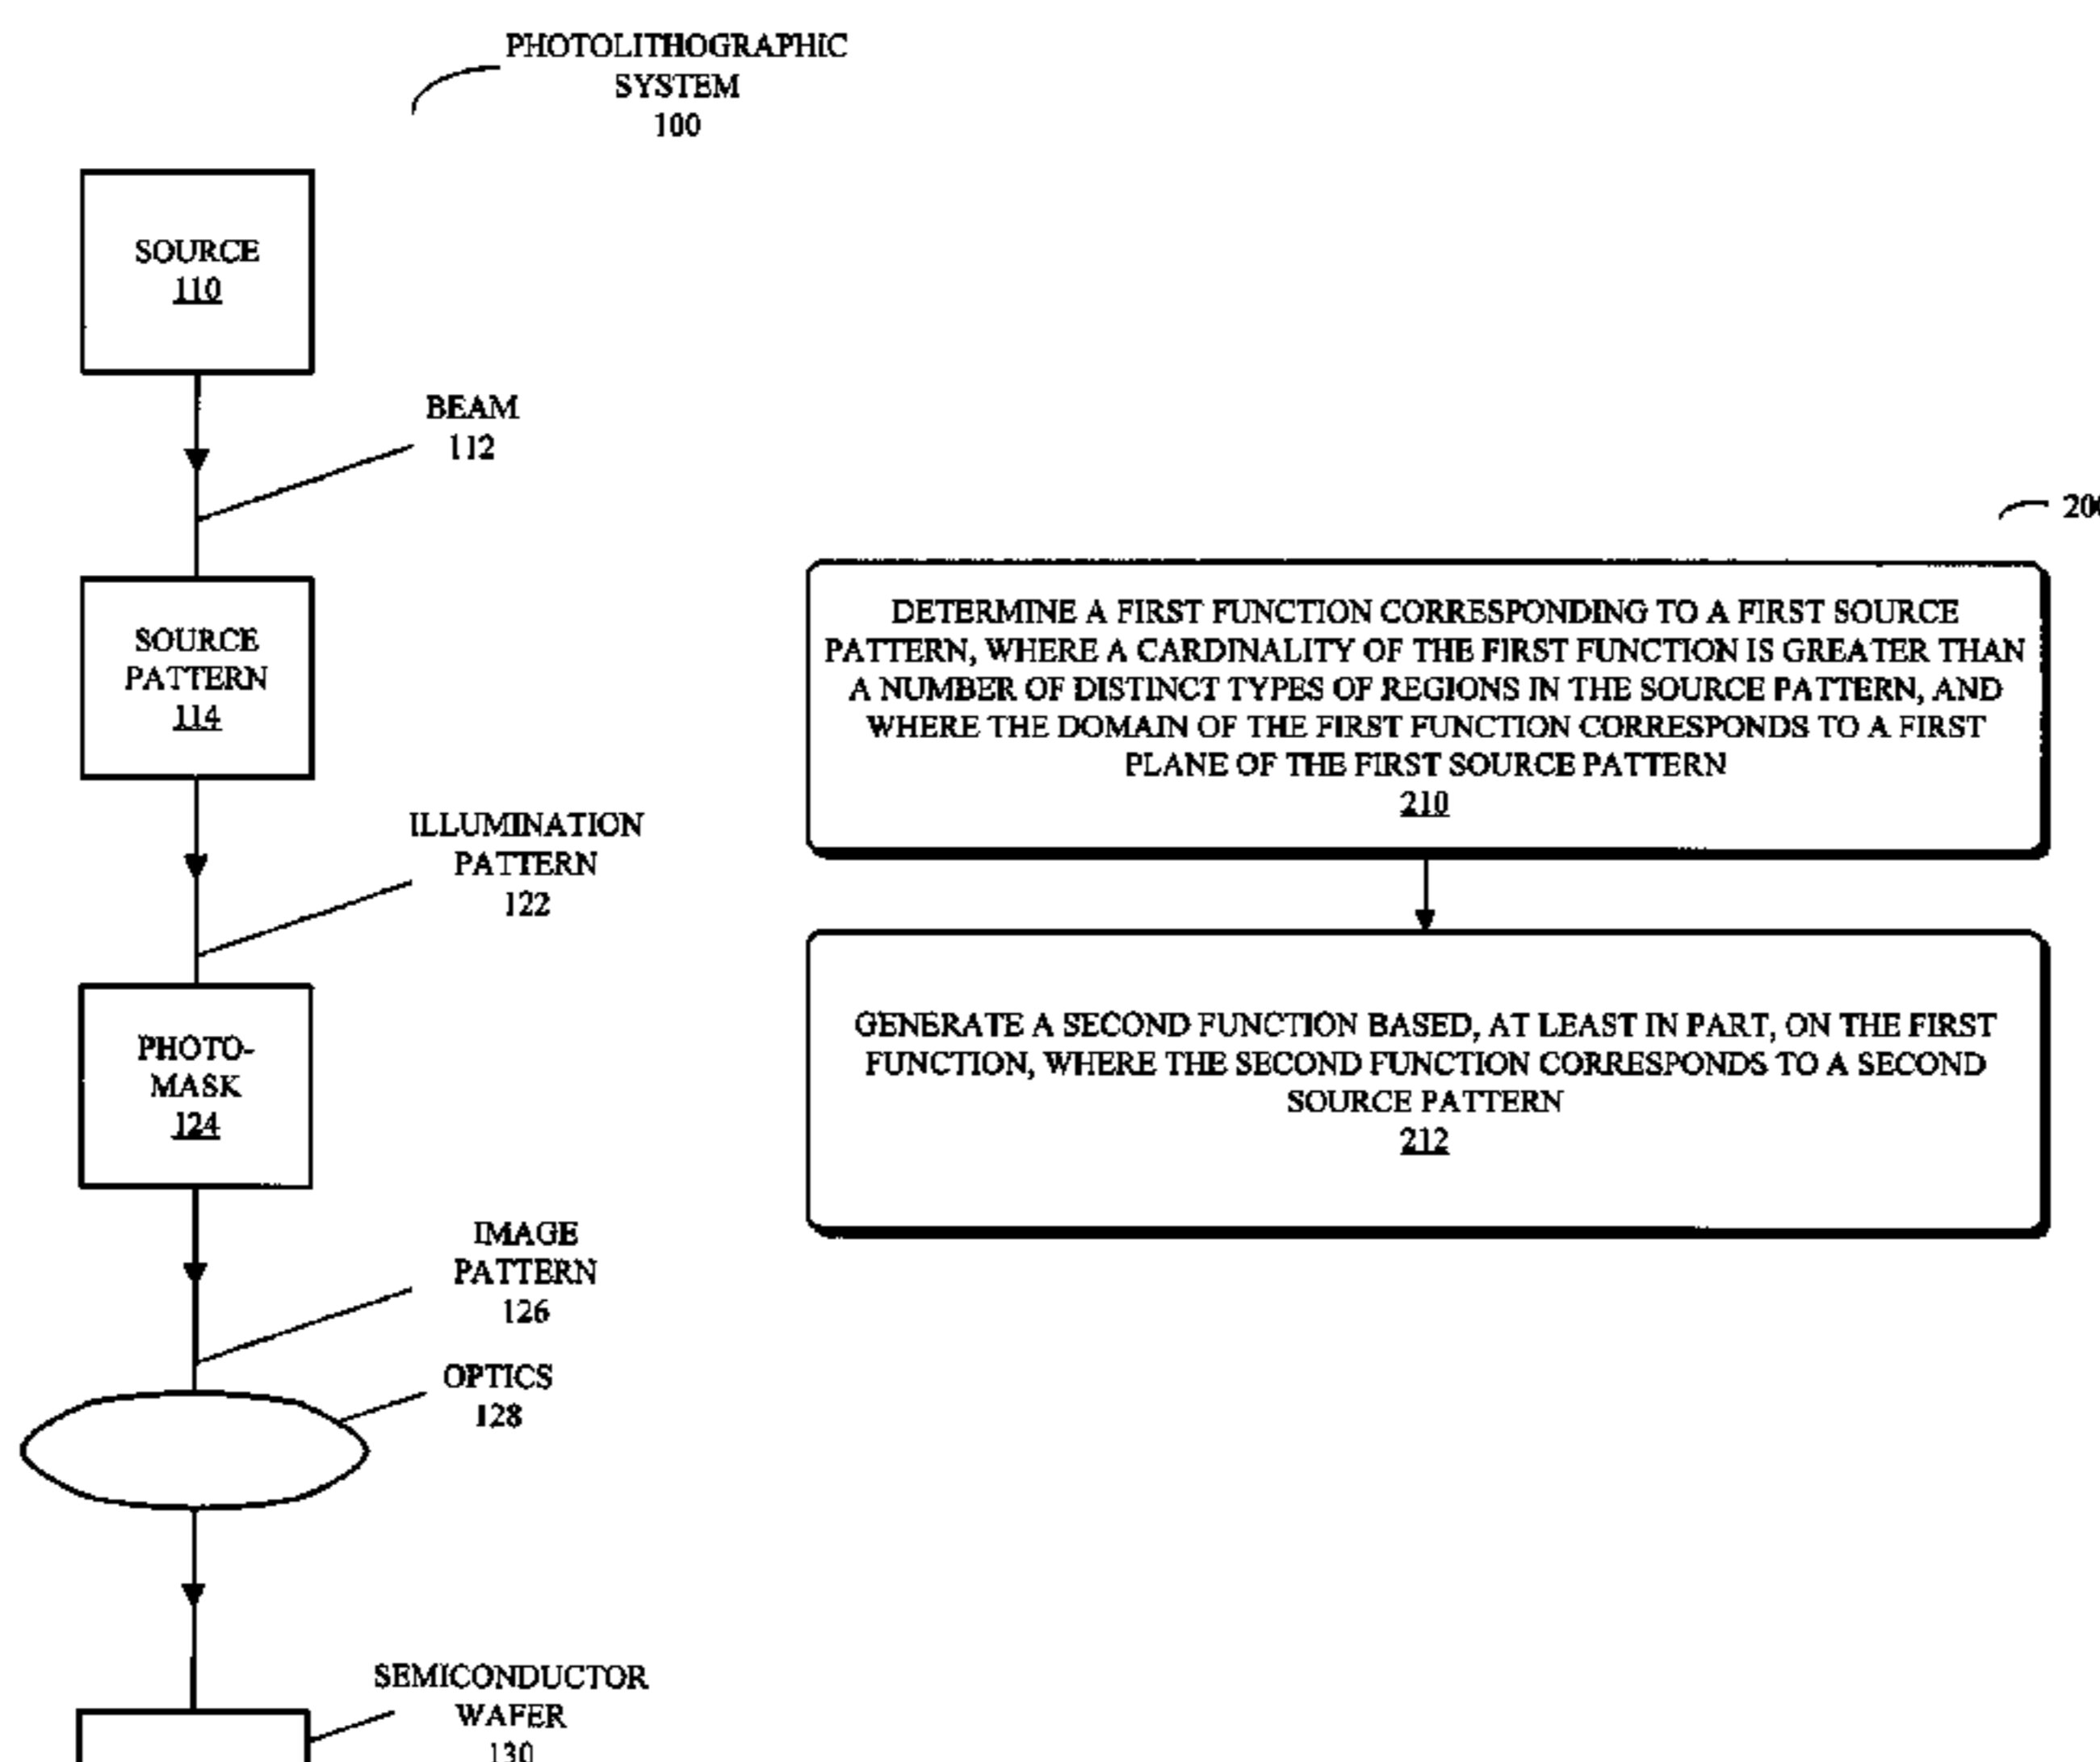 PHOTOLITHOGRAPHIC
SYSTEM
100
SOURCE
110
BEAM
112
SOURCE
PATTERN
114
ILLUMINATION
PATTERN
122
PHOTO-
MASK
124
IMAGE
PATTERN
126
OPTICS
128
SEMICONDUCTOR
WAFER
130
200
DETERMINE A FIRST FUNCTION CORRESPONDING TO A FIRST SOURCE
PATTERN, WHERE A CARDINALITY OF THE FIRST FUNCTION IS GREATER THAN
A NUMBER OF DISTINCT TYPES OF REGIONS IN THE SOURCE PATTERN, AND
WHERE THE DOMAIN OF THE FIRST FUNCTION CORRESPONDS TO A FIRST
PLANE OF THE FIRST SOURCE PATTERN
210
GENERATE A SECOND FUNCTION BASED, AT LEAST IN PART, ON THE FIRST
FUNCTION, WHERE THE SECOND FUNCTION CORRESPONDS TO A SECOND
SOURCE PATTERN
212